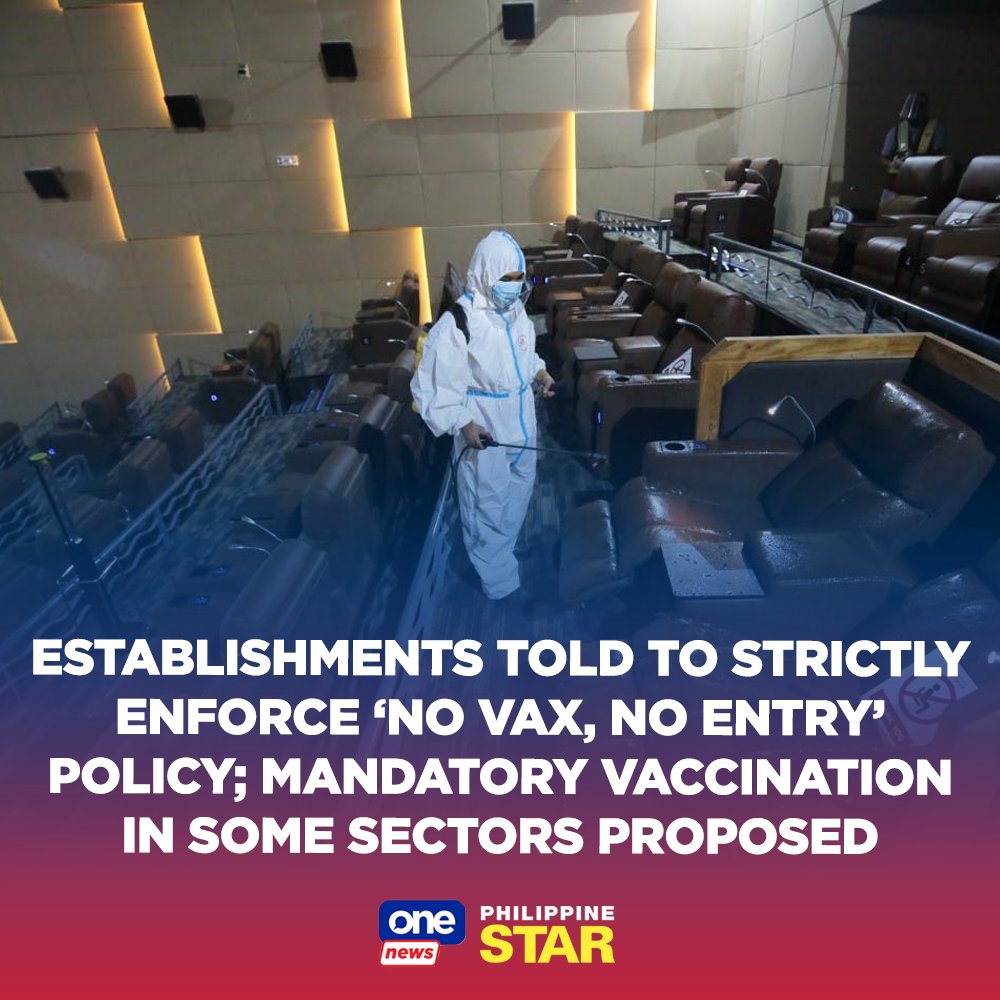 ESTABLISHMENTS TOLD TO STRICTLY
ENFORCE ‘NO VAX, NO ENTRY’
POLICY; MANDATORY VACCINATION
IN SOME SECTORS PROPOSED
one
news
PHILIPPINE
STAR